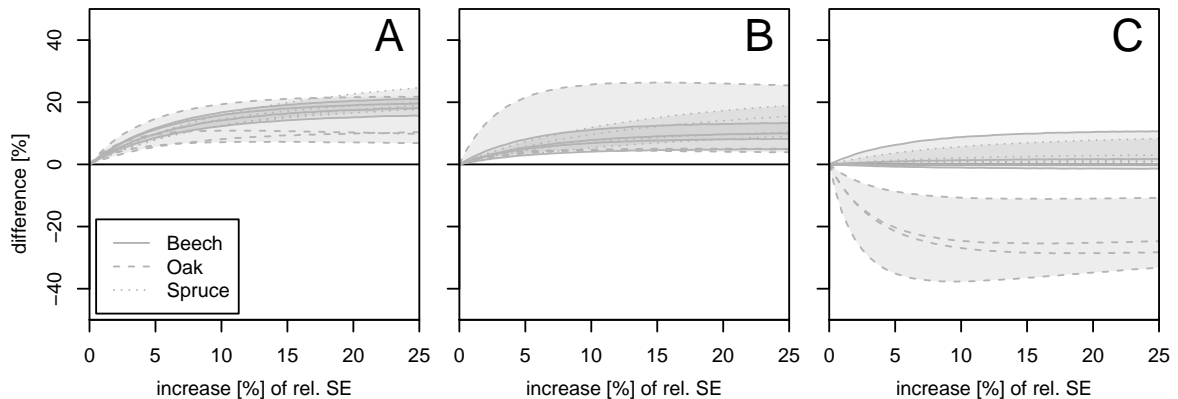 A
B
C
difference [%]
40
20
0
−20
−40
Beech
Oak
Spruce
0 5 10 15 20 25
0 5 10 15 20 25
0 5 10 15 20 25
increase [%] of rel. SE
increase [%] of rel. SE
increase [%] of rel. SE